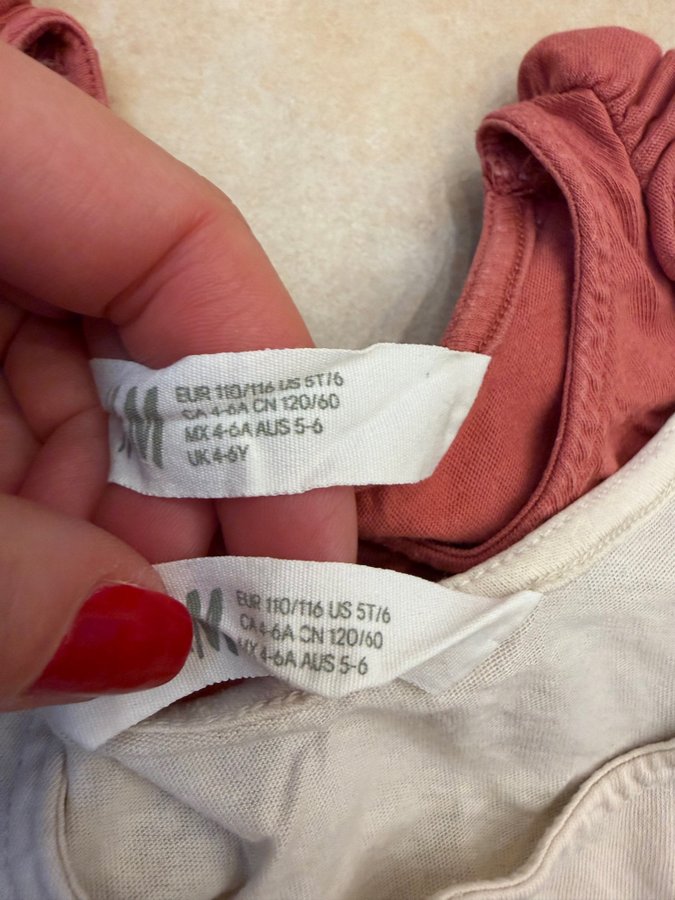 M
EUR 110/116 US 5T/6
CA 4-6A CN 120/60
MX 4-6A AUS 5-6
UK 4-6Y
M
EUR 110/116 US 5T/6
CA 4-6A CN 120/60
MX 4-6A AUS 5-6